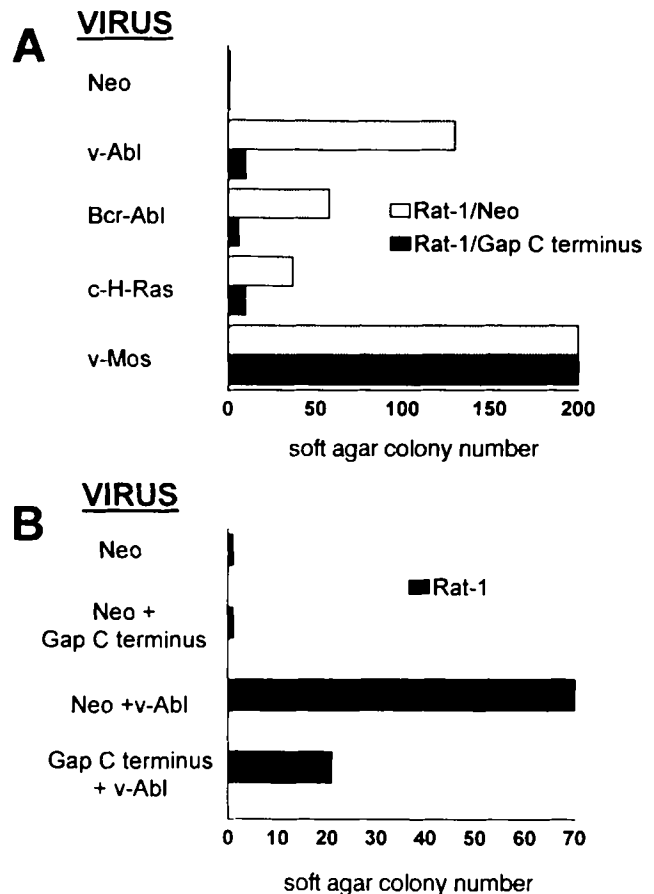 VIRUS
A
Neo
v-Abl
Bcr-Abl
Rat-1/Neo
Rat-1/Gap C terminus
c-H-Ras
v-Mos
0 50 100 150 200
soft agar colony number
VIRUS
B
Neo
Rat-1
Neo +
Gap C terminus
Neo +v-Abl
Gap C terminus
+ v-Abl
0 10 20 30 40 50 60 70
soft agar colony number